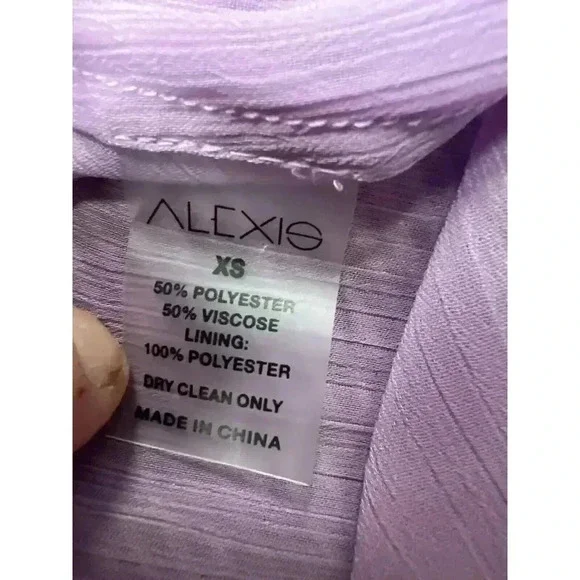 ALEXIS
XS
50% POLYESTER
50% VISCOSE
LINING:
100% POLYESTER
DRY CLEAN ONLY
MADE IN CHINA